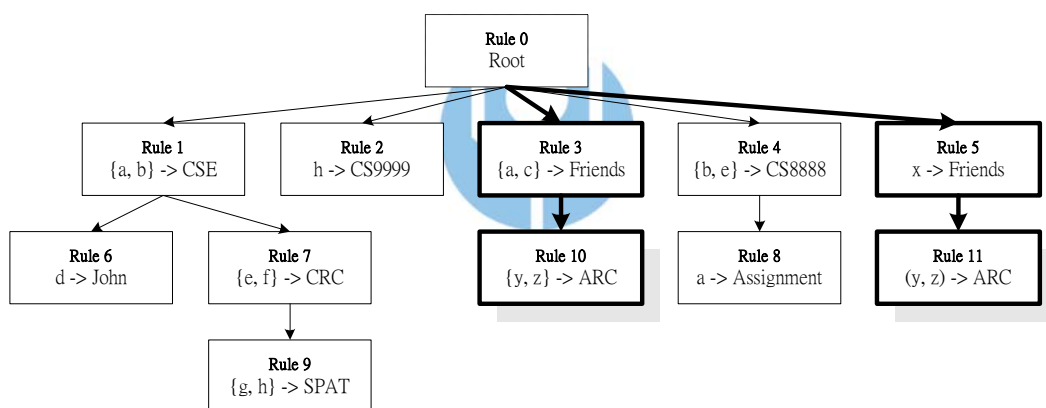 Rule 0
Root
Rule 1
{a, b} -> CSE
Rule 2
h -> CS9999
Rule 3
{a, c} -> Friends
Rule 4
{b, e} -> CS8888
Rule 5
x -> Friends
Rule 6
d -> John
Rule 7
{e, f} -> CRC
Rule 10
{y, z} -> ARC
Rule 8
a -> Assignment
Rule 11
(y, z) -> ARC
Rule 9
{g, h} -> SPAT